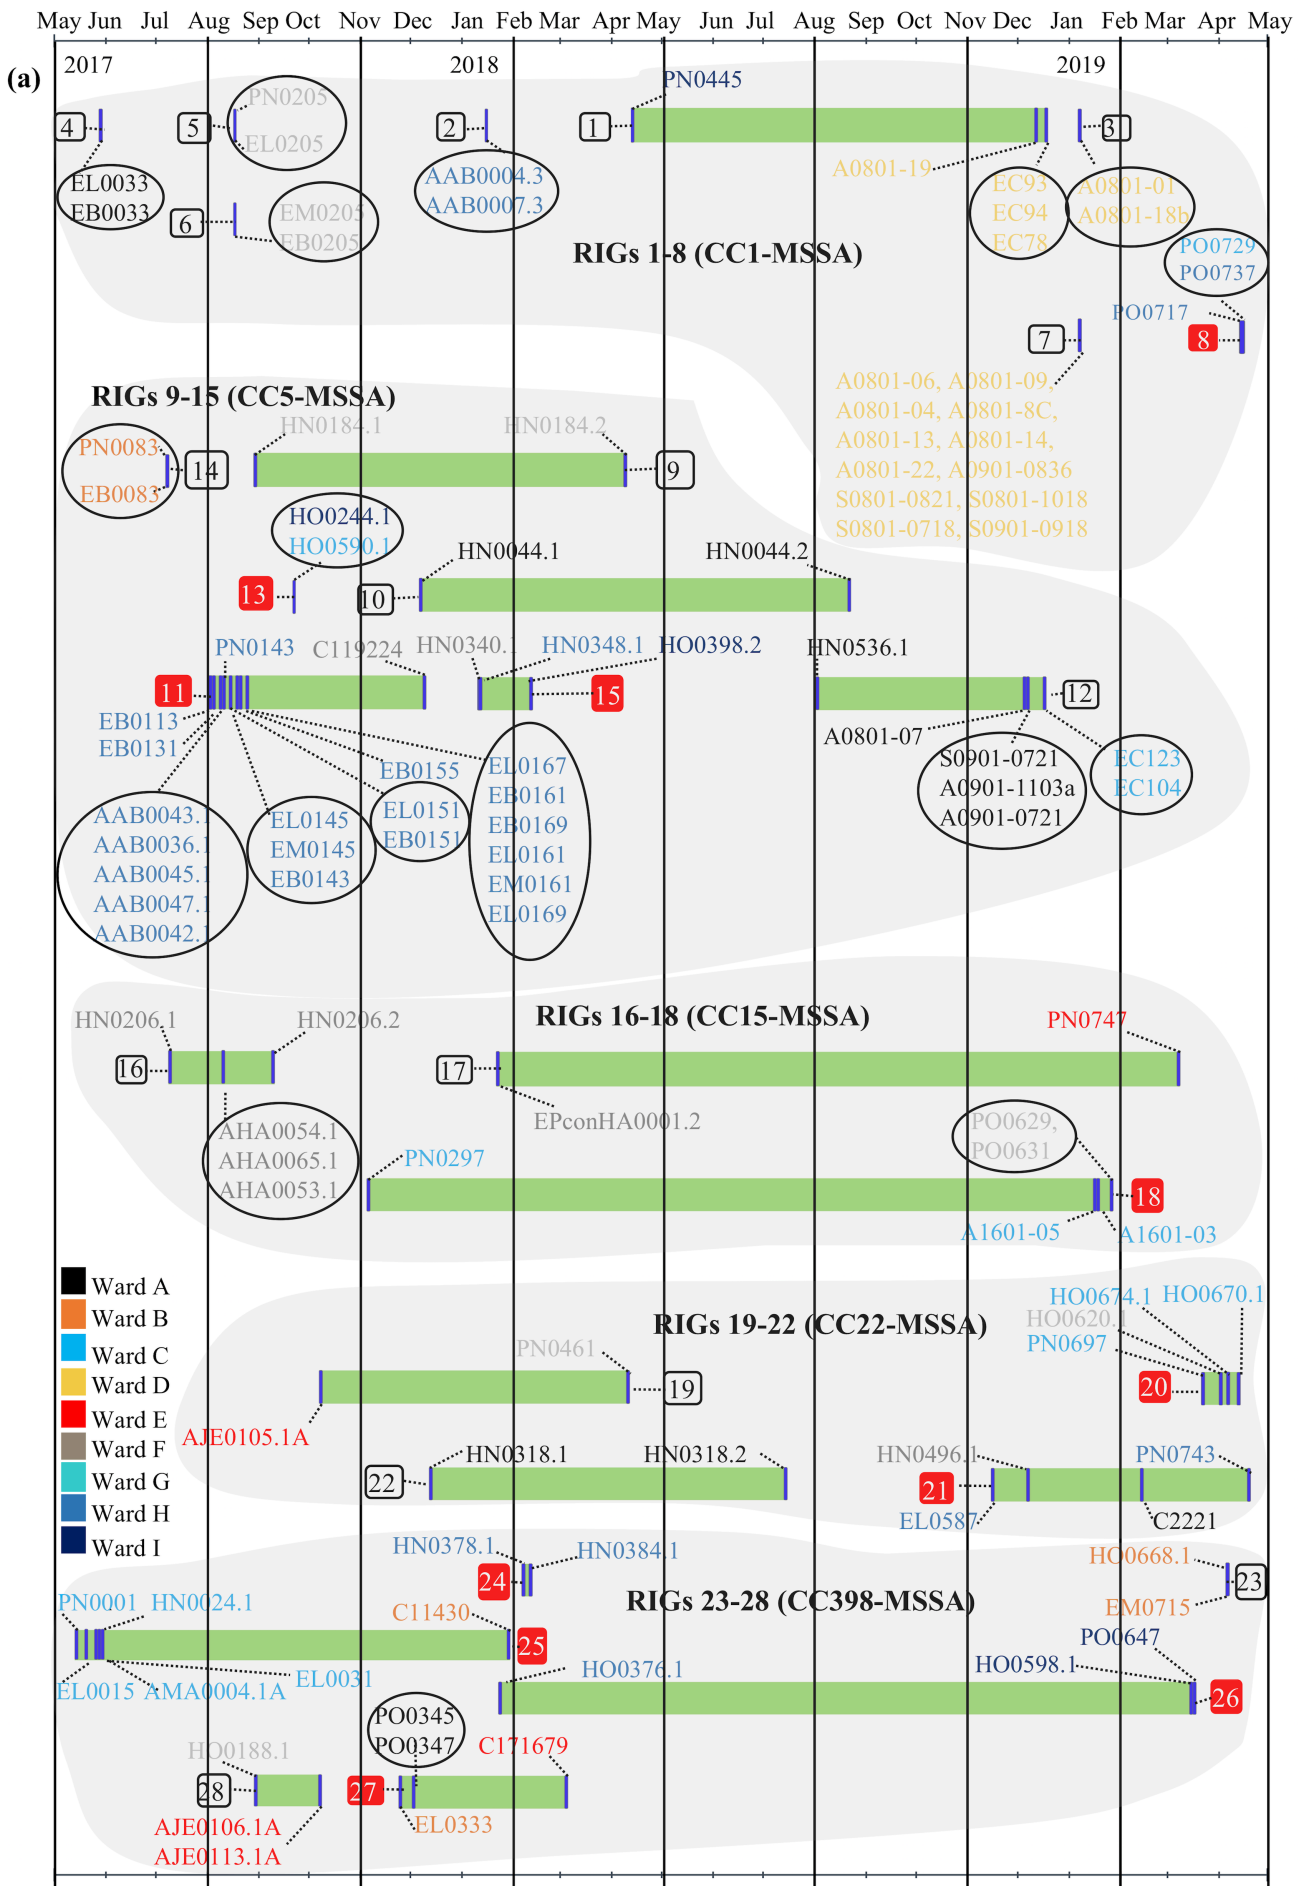 May Jun Jul Aug Sep Oct Nov Dec Jan Feb Mar Apr May Jun Jul Aug Sep Oct Nov Dec Jan Feb Mar Apr May
2017 2018 2019
(a)
PN0445
PN0205
4 5 2 1 3
EL0205
A0801-19
EL0033
EB0033
AAB0004.3
AAB0007.3
EC93
EC94
EC78
A0801-01
A0801-18b
6
EM0205
EB0205
RIGs 1-8 (CC1-MSSA)
PO0729
PO0737
PO0717
7
8
A0801-06, A0801-09,
A0801-04, A0801-8C,
A0801-13, A0801-14,
A0801-22, A0901-0836
S0801-0821, S0801-1018
S0801-0718, S0901-0918
RIGs 9-15 (CC5-MSSA)
HN0184.1 HN0184.2
PN0083
EB0083
14
9
HO0244.1
HO0590.1
HN0044.1 HN0044.2
13
10
PN0143 C119224 HN0340.1 HN0348.1 HO0398.2 HN0536.1
11 15 12
EB0113
EB0131
A0801-07
S0901-0721
A0901-1103a
A0901-0721
EC123
EC104
EB0155
EL0151
EB0151
EL0167
EB0161
EB0169
EL0161
EM0161
EL0169
AAB0043.1
AAB0036.1
AAB0045.1
AAB0047.1
AAB0042.1
EL0145
EM0145
EB0143
RIGs 16-18 (CC15-MSSA)
HN0206.1 HN0206.2 PN0747
16 17
EPconHA0001.2
AHA0054.1
AHA0065.1
AHA0053.1
PO0629,
PO0631
PN0297
18
A1601-05 A1601-03
Ward A
Ward B
Ward C
Ward D
Ward E
Ward F
Ward G
Ward H
Ward I
RIGs 19-22 (CC22-MSSA)
HO0674.1 HO0670.1
HO0620.1
PN0697
PN0461
19
20
AJE0105.1A
HN0318.1 HN0318.2
22
HN0496.1 PN0743
21
EL0587 C2221
HN0378.1 HN0384.1
24
RIGs 23-28 (CC398-MSSA)
HO0668.1
23
EM0715
PN0001 HN0024.1
C11430
25
EL0015 AMA0004.1A EL0031
HO0376.1
PO0647
HO0598.1
26
PO0345
PO0347
C171679
HO0188.1
28
27
EL0333
AJE0106.1A
AJE0113.1A